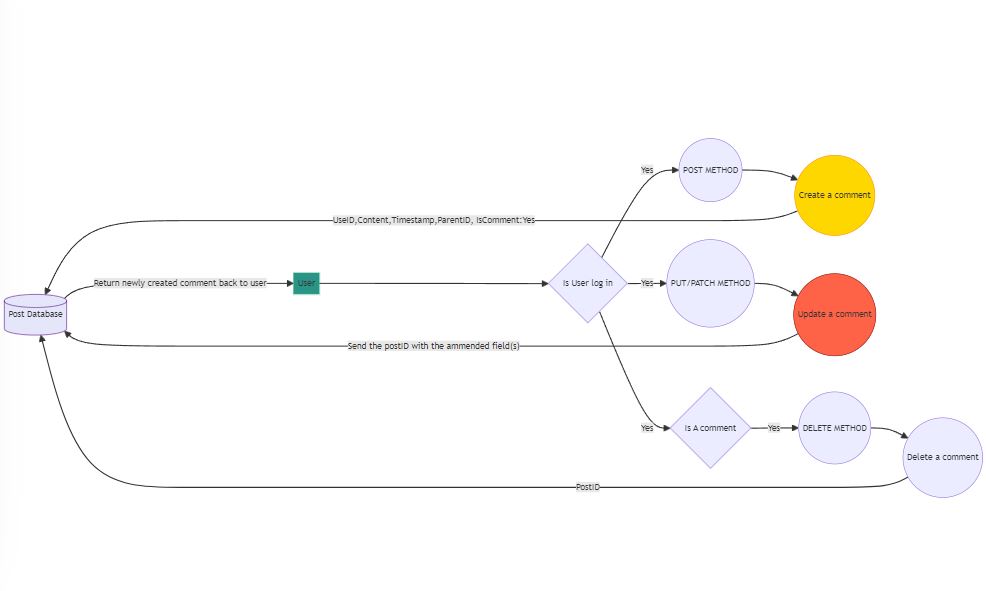 Yes
POST METHOD
Create a comment
UseID,Content,Timestamp,ParentID, IsComment:Yes
Return newly created comment back to user
User
Is User log in
Yes
PUT/PATCH METHOD
Post Database
Update a comment
Send the postID with the ammended field(s)
Yes
Is A comment
Yes
DELETE METHOD
Delete a comment
PostID